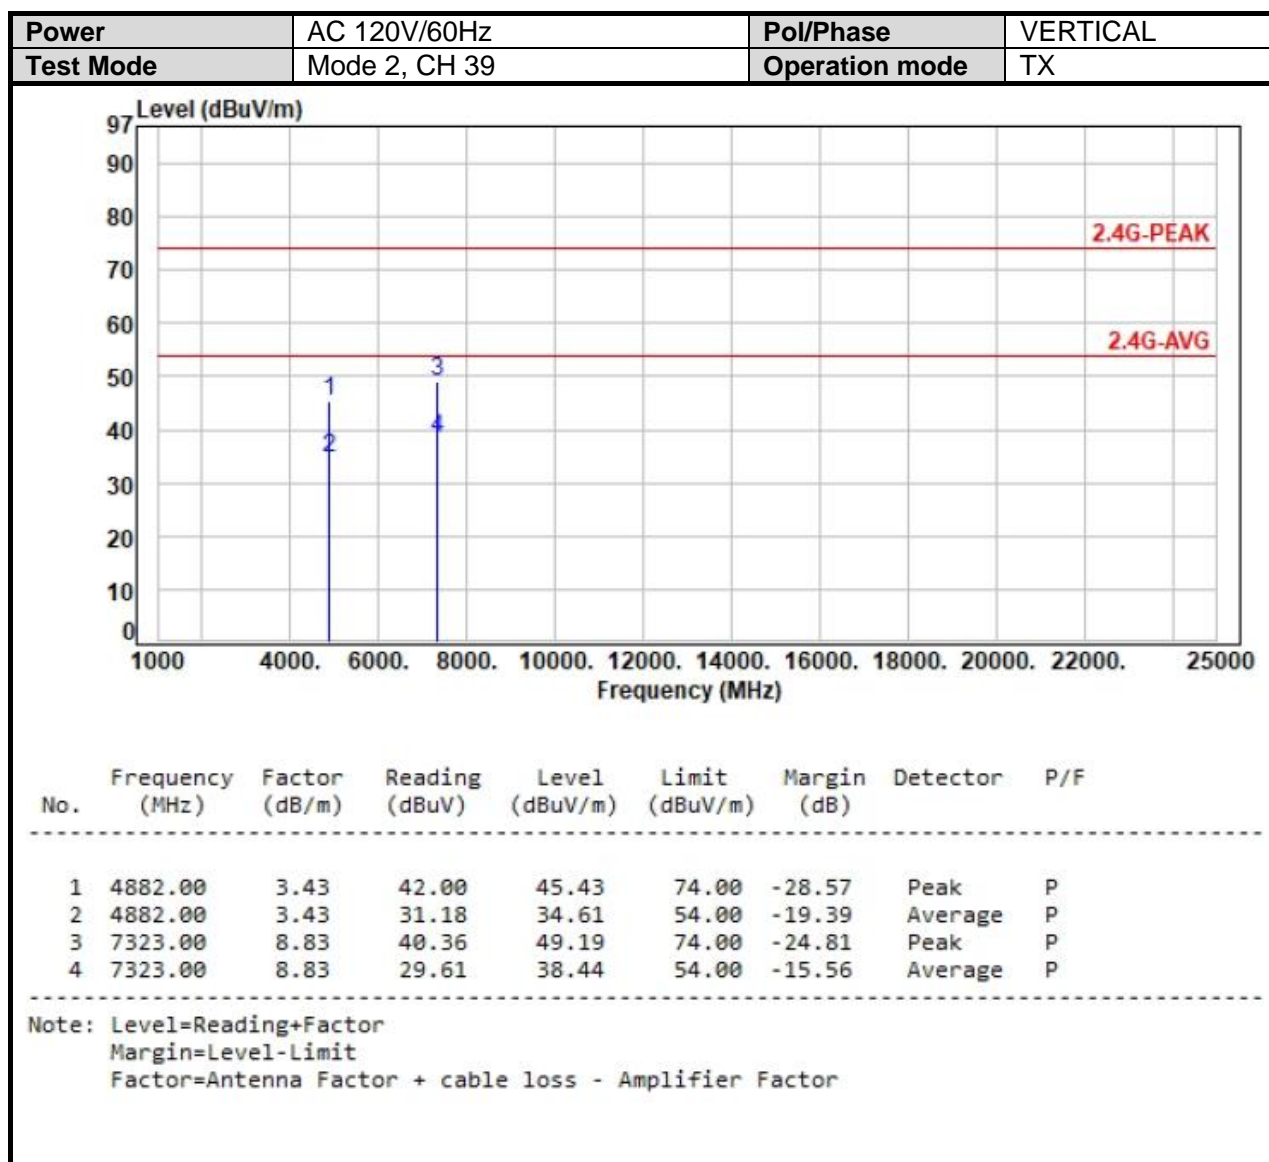 Power AC 120V/60Hz Pol/Phase VERTICAL
Test Mode Mode 2, CH 39 Operation mode TX
Level (dBuV/m)
97
90
80
2.4G-PEAK
70
60
2.4G-AVG
50
3
1
40
4
2
30
20
10
0
1000 4000. 6000. 8000. 10000. 12000. 14000. 16000. 18000. 20000. 22000. 25000
Frequency (MHz)
Frequency Factor Reading Level Limit Margin Detector P/F
No. (MHz) (dB/m) (dBuV) (dBuV/m) (dBuV/m) (dB)
1 4882.00 3.43 42.00 45.43 74.00 -28.57 Peak P
2 4882.00 3.43 31.18 34.61 54.00 -19.39 Average P
3 7323.00 8.83 40.36 49.19 74.00 -24.81 Peak P
4 7323.00 8.83 29.61 38.44 54.00 -15.56 Average P
Note: Level=Reading+Factor
Margin=Level-Limit
Factor=Antenna Factor + cable loss - Amplifier Factor